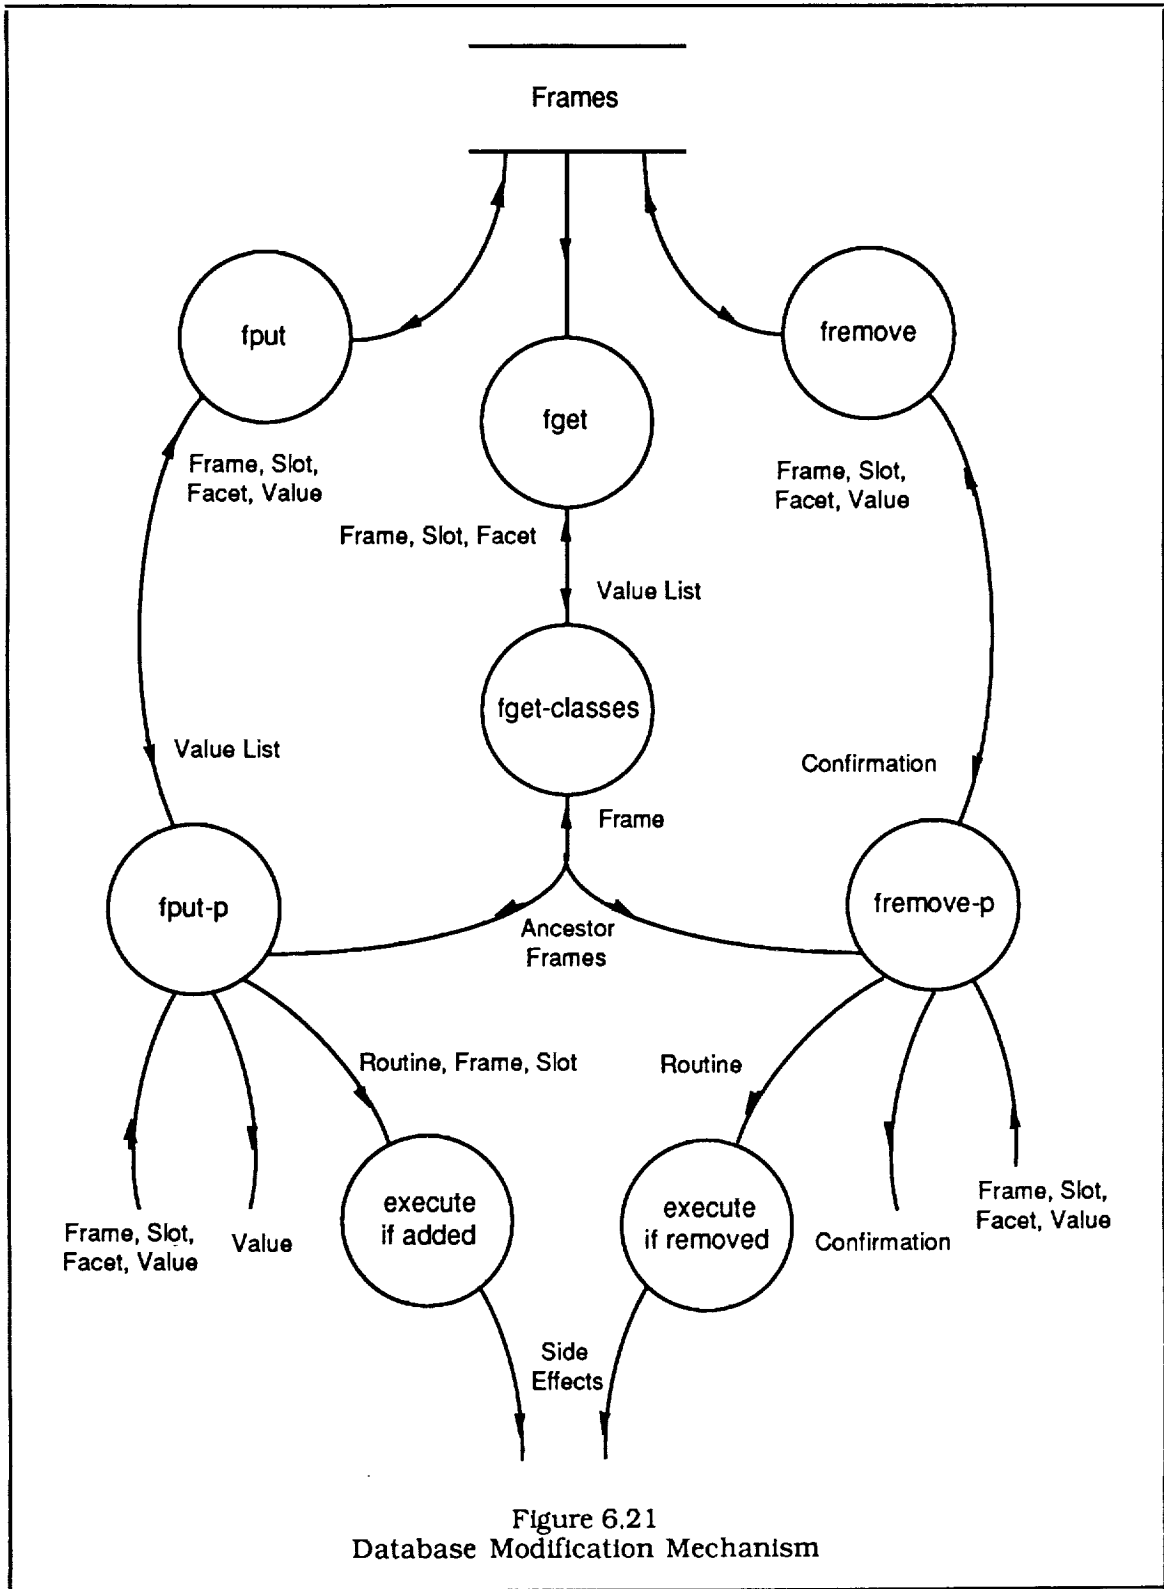 Frames
fput
fremove
fget
Frame, Slot,
Facet, Value
Frame, Slot,
Facet, Value
Frame, Slot, Facet
Value List
fget-classes
Value List
Confirmation
Frame
fput-p
fremove-p
Ancestor
Frames
Routine, Frame, Slot
Routine
execute
if added
execute
if removed
Frame, Slot,
Facet, Value
Value
Confirmation
Frame, Slot,
Facet, Value
Side
Effects
Figure 6.21
Database Modification Mechanism